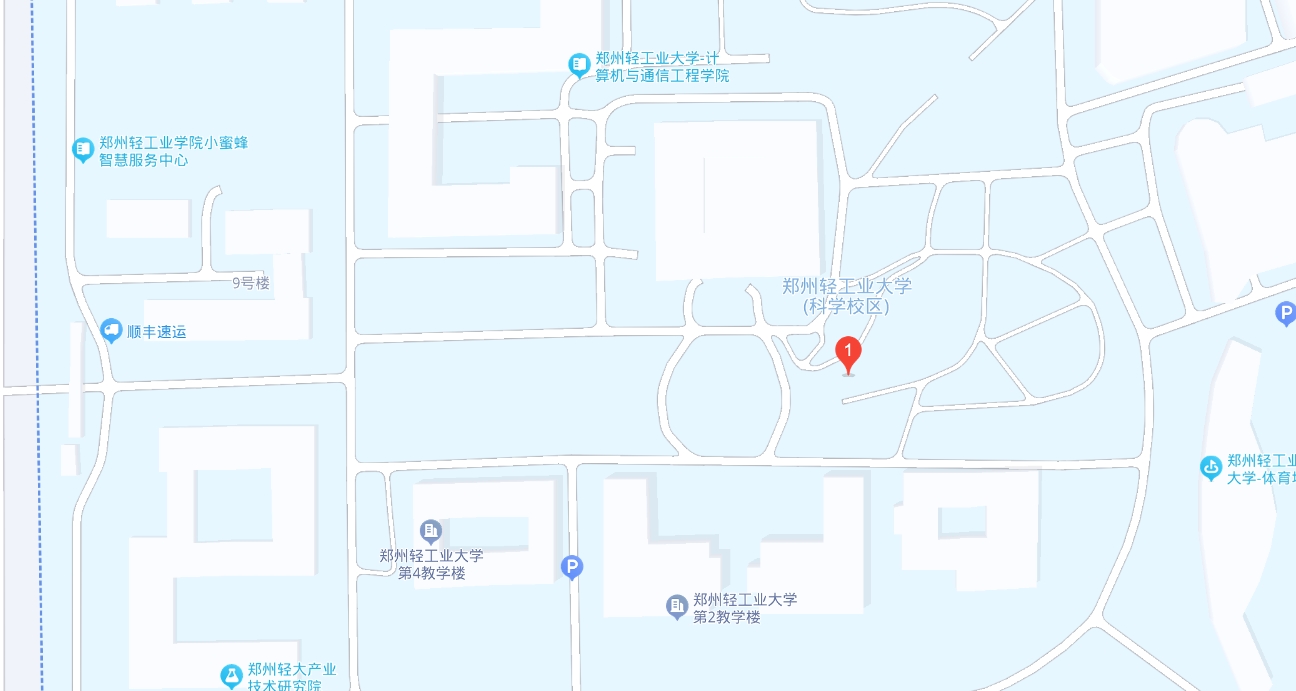 郑州轻工业大学-计
算机与通信工程学院
郑州轻工业学院小蜜蜂
智慧服务中心
9号楼
郑州轻工业大学
(科学校区)
顺丰速运
P
1
郑州轻工业
大学-体育
郑州轻工业大学
第4教学楼
P
郑州轻工业大学
第2教学楼
郑州轻大产业
技术研究院